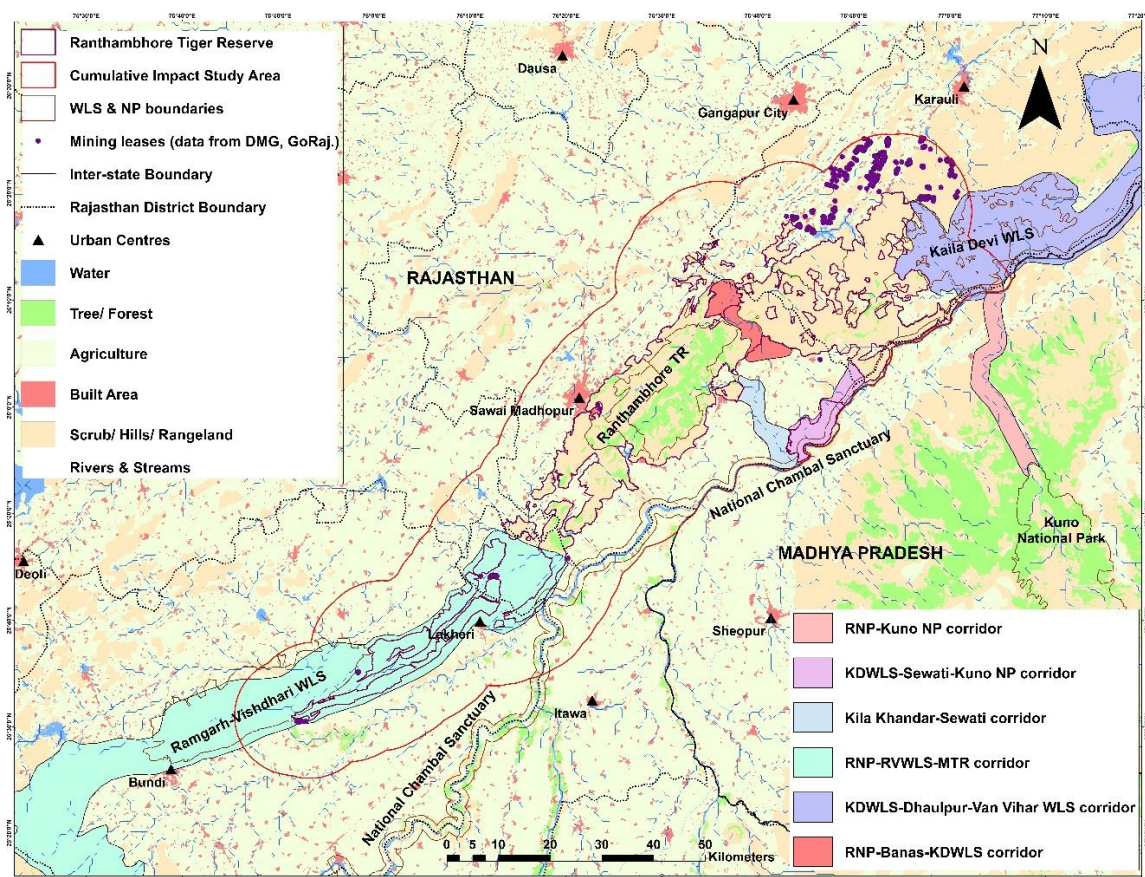 Ranthambhore Tiger Reserve
Cumulative Impact Study Area
WLS & NP boundaries
Mining leases (data from DMG, GoRaj.)
Inter-state Boundary
Rajasthan District Boundary
Urban Centres
Water
Tree/ Forest
Agriculture
Built Area
Scrub/ Hills/ Rangeland
Rivers & Streams
N
Dausa
Gangapur City
Karauli
Kaila Devi WLS
RAJASTHAN
Ranthambhore TR
Sawai Madhopur
National Chambal Sanctuary
Kuno
National Park
MADHYA PRADESH
Deoli
Lakheri
Sheopur
Ramgarh-Vishdhari WLS
Itawa
National Chambal Sanctuary
Bundi
RNP-Kuno NP corridor
KDWLS-Sewati-Kuno NP corridor
Kila Khandar-Sewati corridor
RNP-RVWLS-MTR corridor
KDWLS-Dhaulpur-Van Vihar WLS corridor
RNP-Banas-KDWLS corridor
0 5 10 20 30 40 50
Kilometers